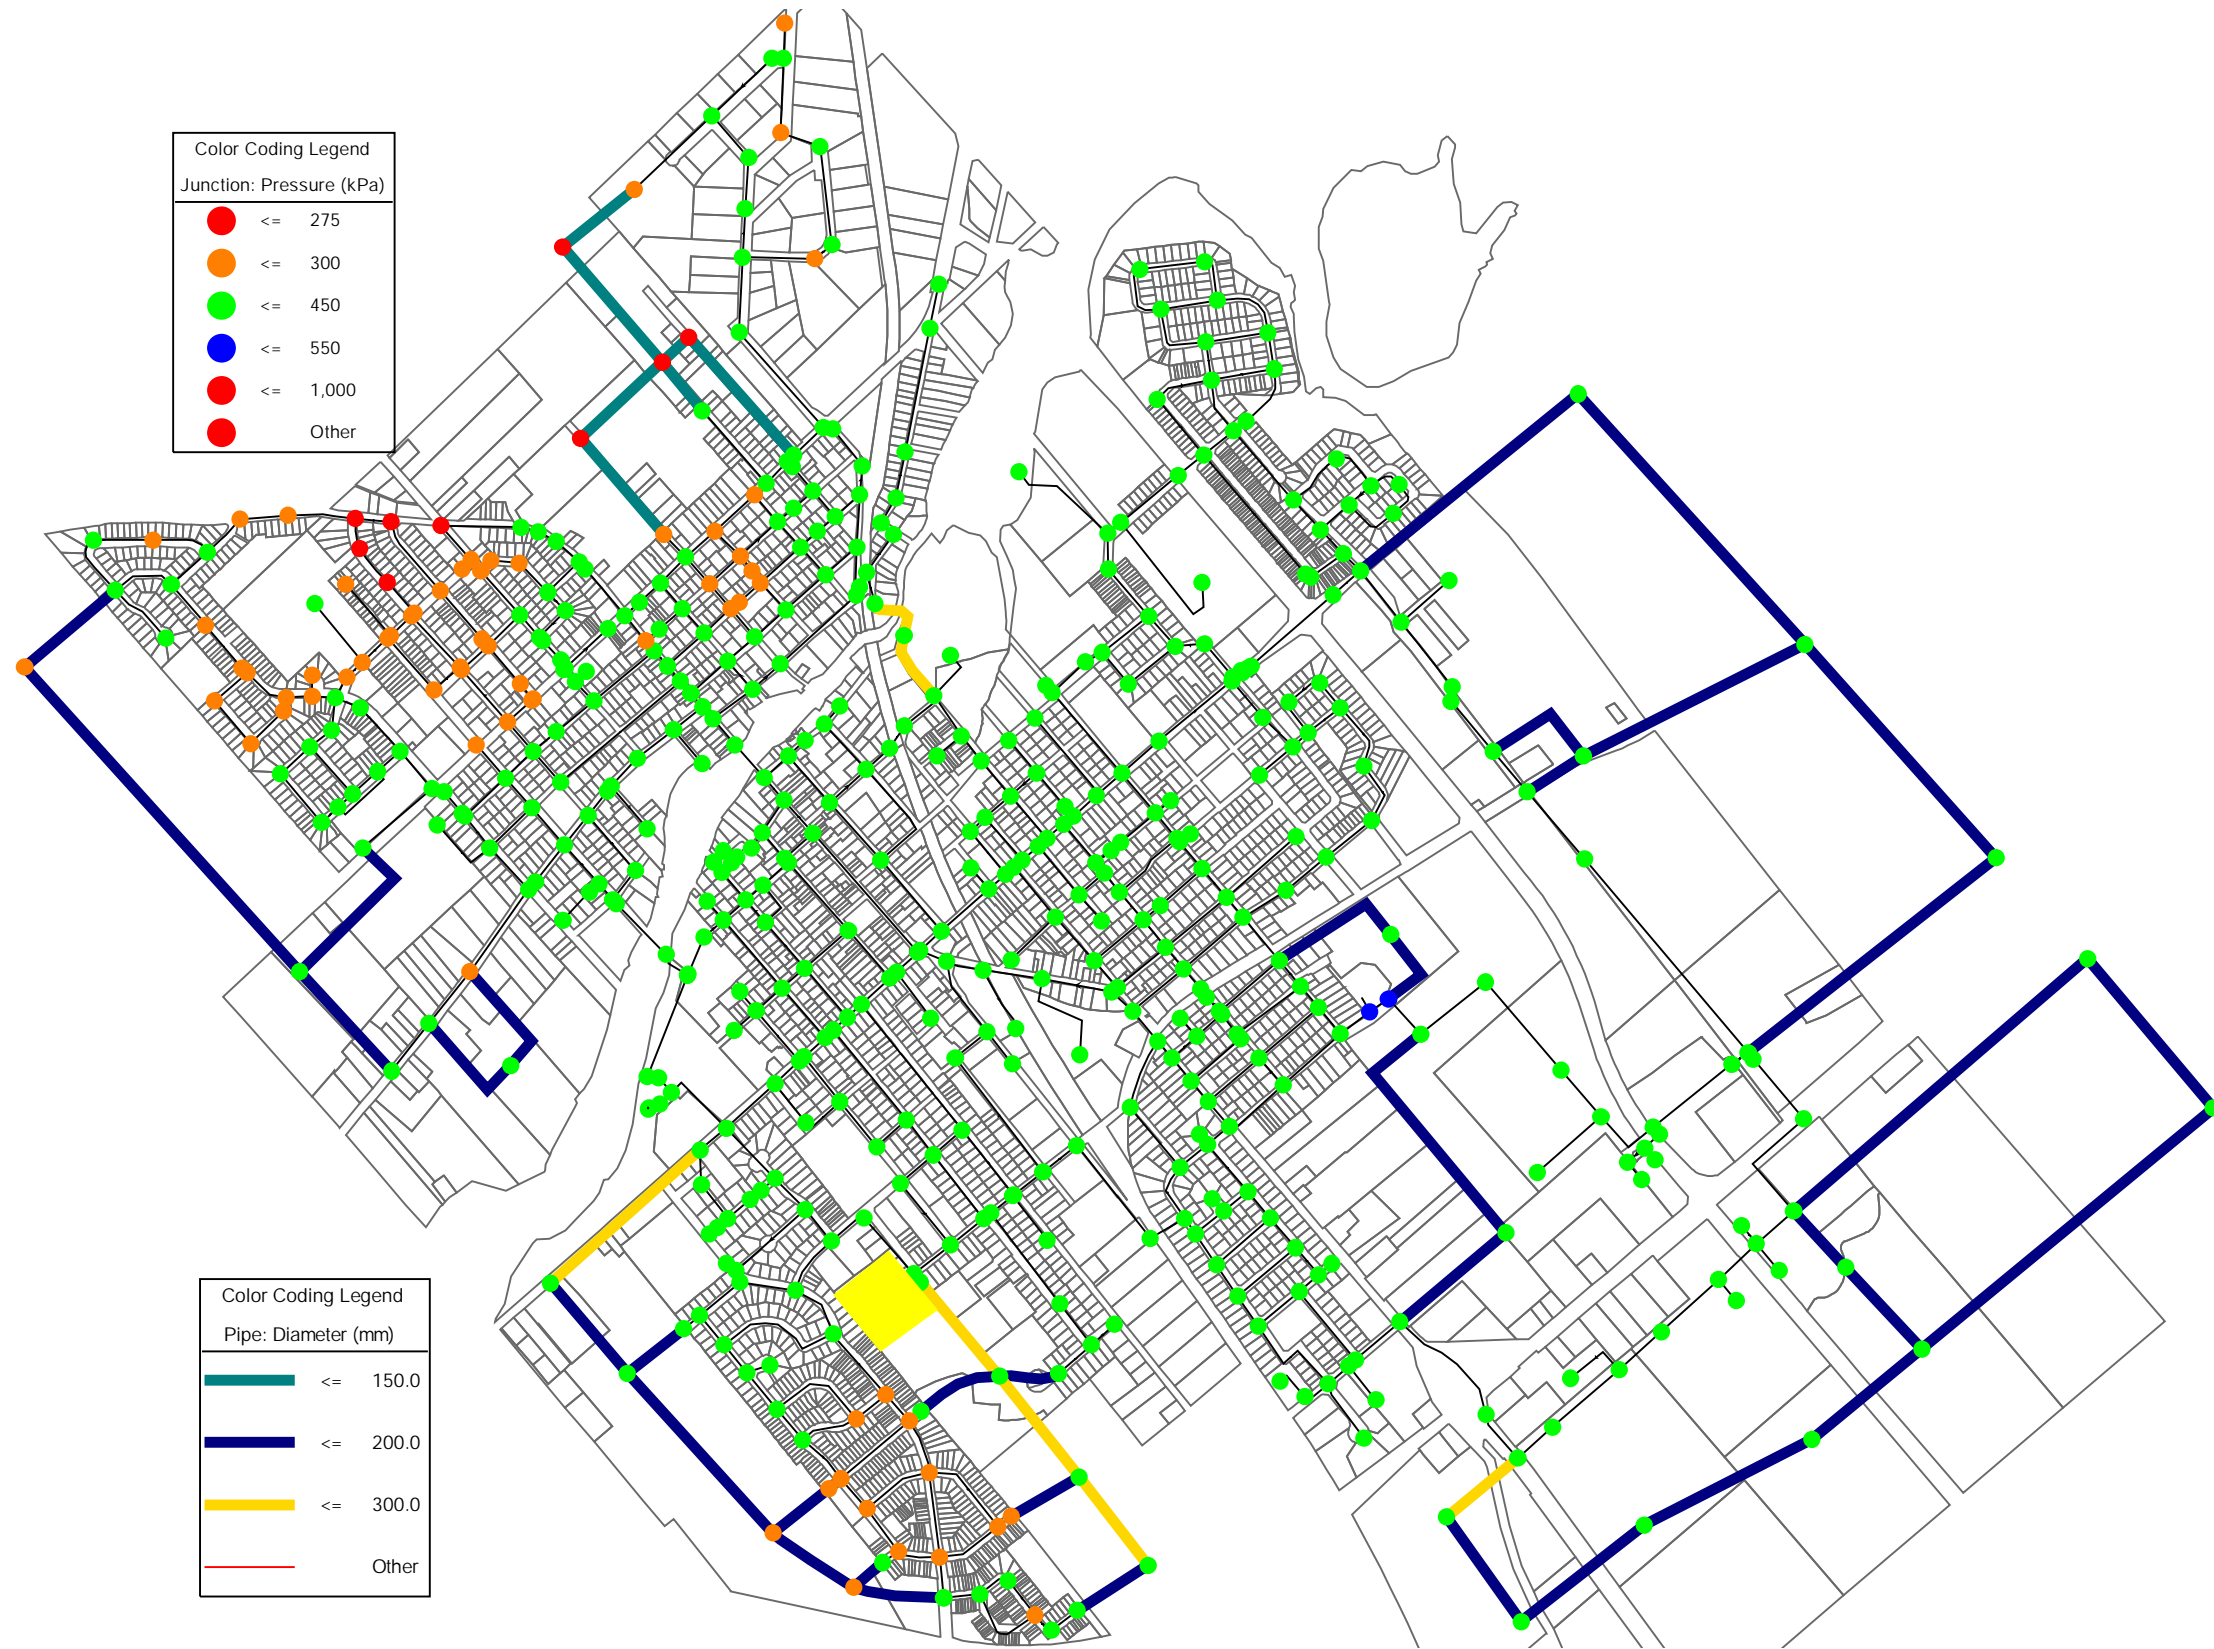 Color Coding Legend
Junction: Pressure (kPa)
<= 275
<= 300
<= 450
<= 550
<= 1,000
Other
Color Coding Legend
Pipe: Diameter (mm)
<= 150.0
<= 200.0
<= 300.0
Other